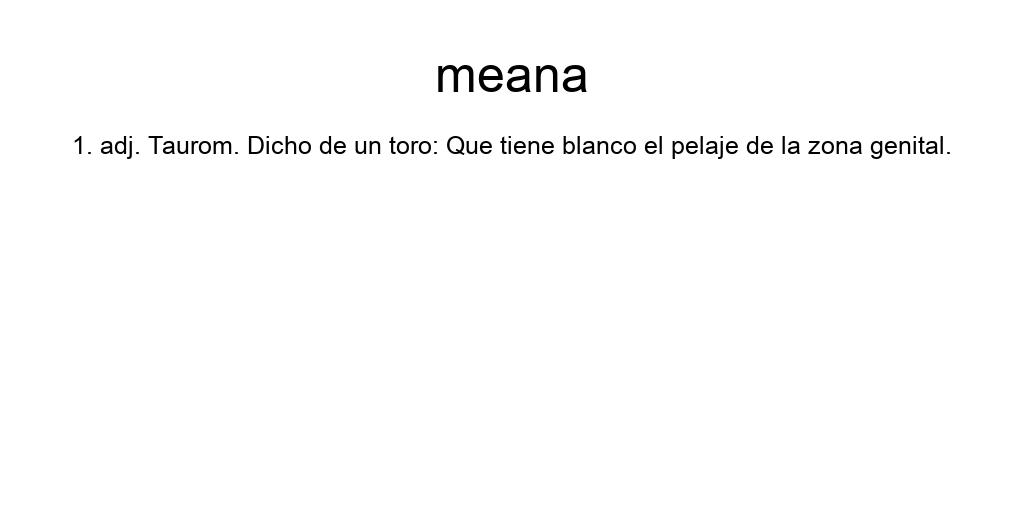 meana
1. adj. Taurom. Dicho de un toro: Que tiene blanco el pelaje de la zona genital.